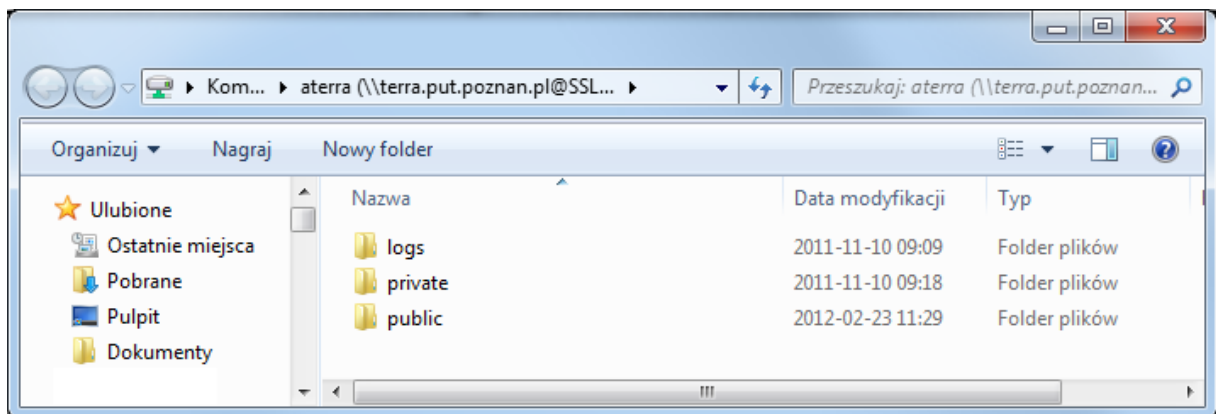 Kom... aterra (\\terra.put.poznan.pl@SSL... Przeszukaj: aterra (\\terra.put.poznan...
Organizuj Nagraj Nowy folder
Nazwa Data modyfikacji Typ
Ulubione
Ostatnie miejsca
Pobrane
Pulpit
Dokumenty
logs 2011-11-10 09:09 Folder plików
private 2011-11-10 09:18 Folder plików
public 2012-02-23 11:29 Folder plików